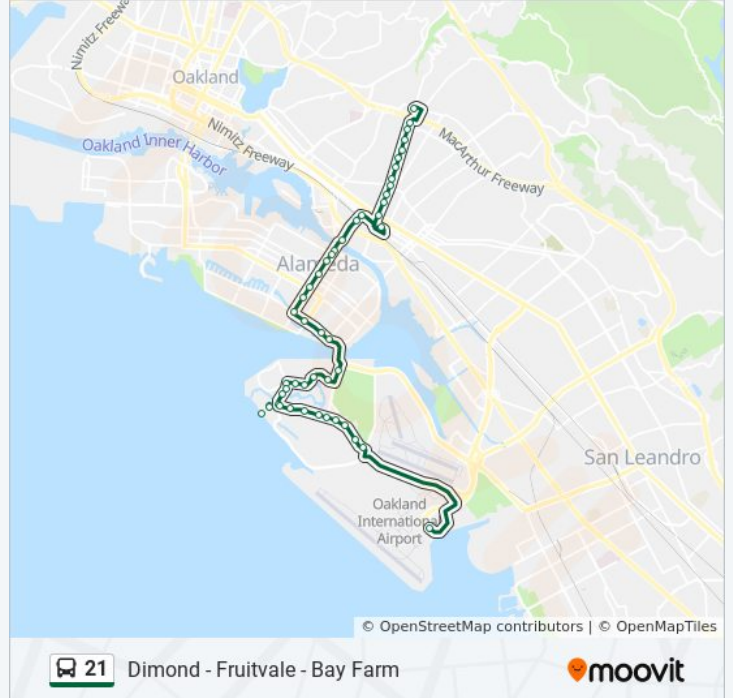 Nimitz Freeway
Oakland
Oakland Inner Harbor
Nimitz Freeway
MacArthur Freeway
Alameda
San Leandro
Oakland
International
Airport
© OpenStreetMap contributors | © OpenMapTiles
21 Dimond - Fruitvale - Bay Farm
moovit